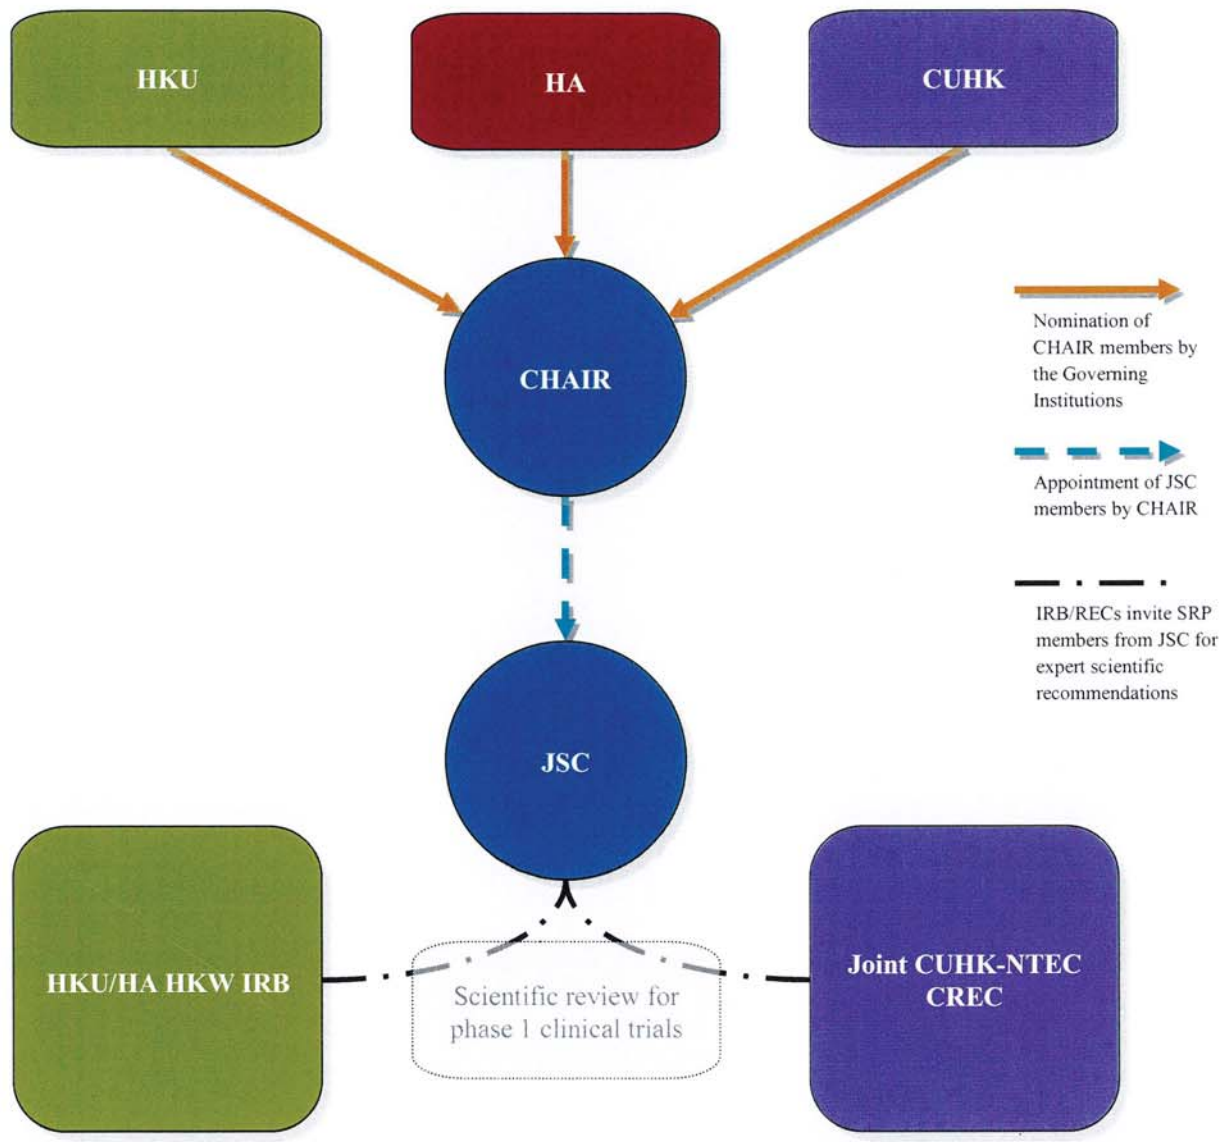 HKU
HA
CUHK
CHAIR
Nomination of
CHAIR members by
the Governing
Institutions
Appointment of JSC
members by CHAIR
IRB/RECs invite SRP
members from JSC for
expert scientific
recommendations
JSC
HKU/HA HKW IRB
Scientific review for
phase 1 clinical trials
Joint CUHK-NTEC
CREC